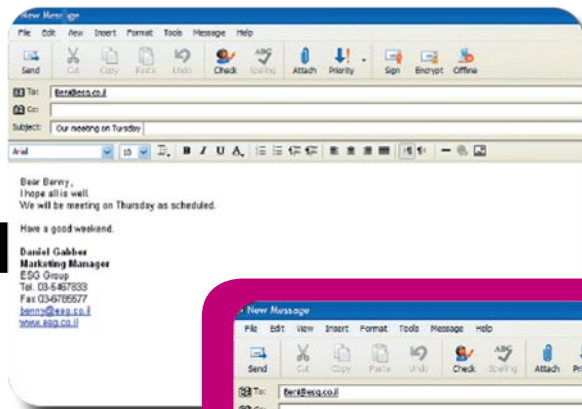 New Message
File Edit View Insert Format Tools Message Help
Send Cut Copy Paste Undo Check Spelling Attach Priority Sign Encrypt Offline
To: Ben@esg.co.il
Cc:
Subject: Our meeting on Tursday
Arial 10 B I U A
Bear Benny,
I hope all is well.
We will be meeting on Thursday as scheduled.
Have a good weekend.
Daniel Gabber
Marketing Manager
ESG Group
Tel. 03-5467833
Fax 03-6785577
benny@esg.co.il
www.esg.co.il
New Message
File Edit View Insert Format Tools Message Help
Send Cut Copy Paste Undo Check Spelling Attach
To: Ben@esg.co.il